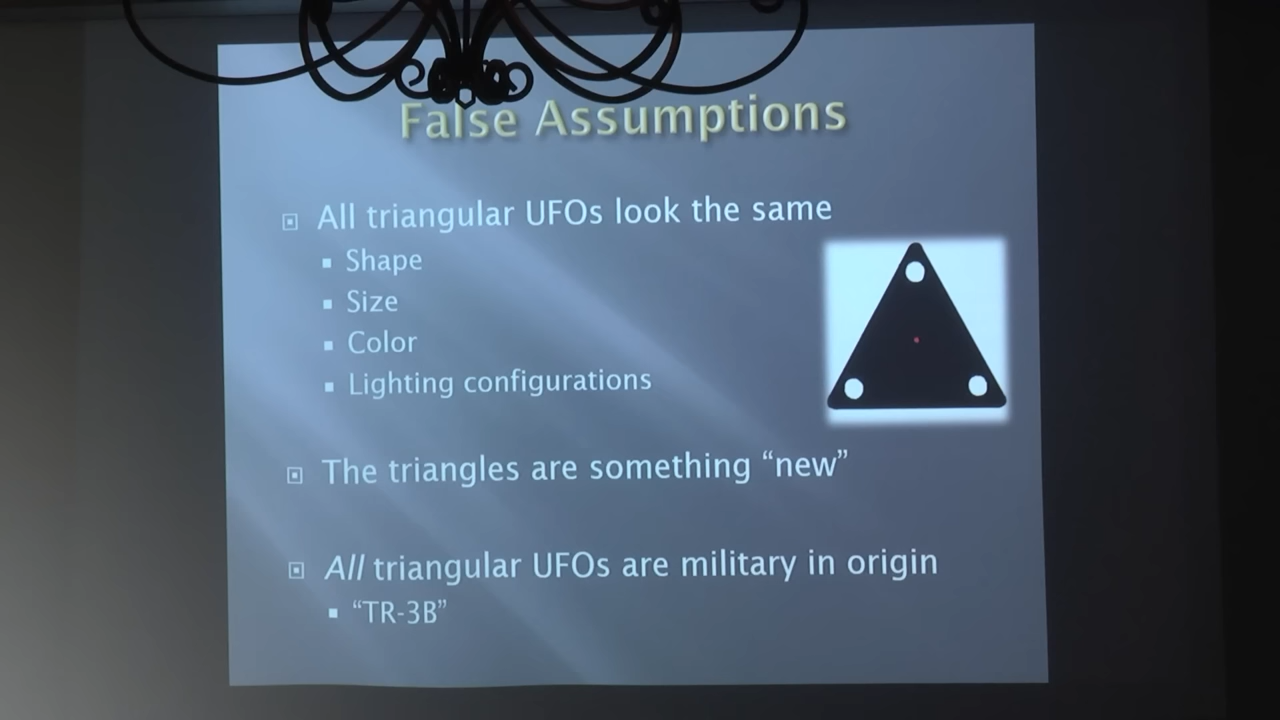 False Assumptions
All triangular UFOs look the same
Shape
Size
Color
Lighting configurations
The triangles are something “new”
All triangular UFOs are military in origin
“TR-3B”